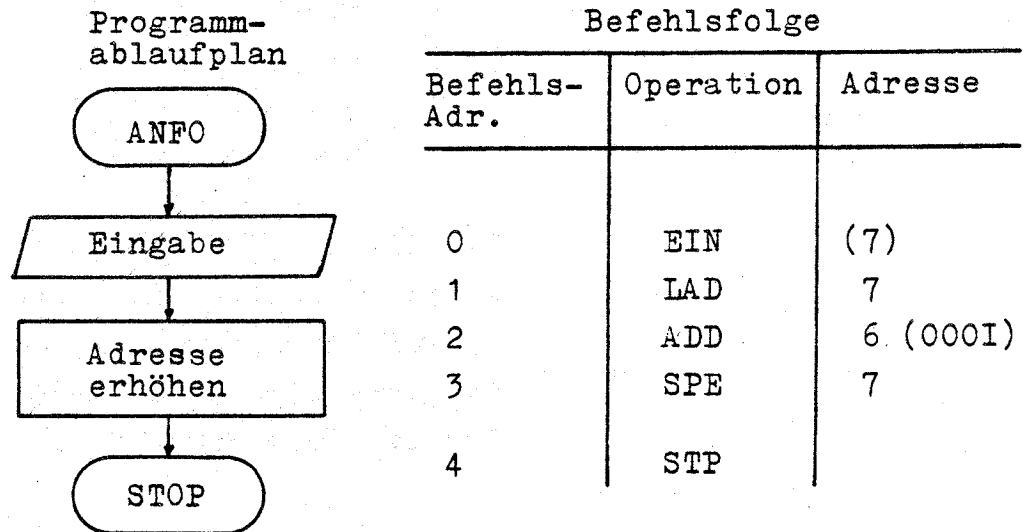 Programm-
ablaufplan
ANFO
Eingabe
Adresse
erhöhen
STOP
Befehlsfolge
Befehls-
Adr. Operation Adresse
0 EIN (7)
1 LAD 7
2 ADD 6 (000I)
3 SPE 7
4 STP